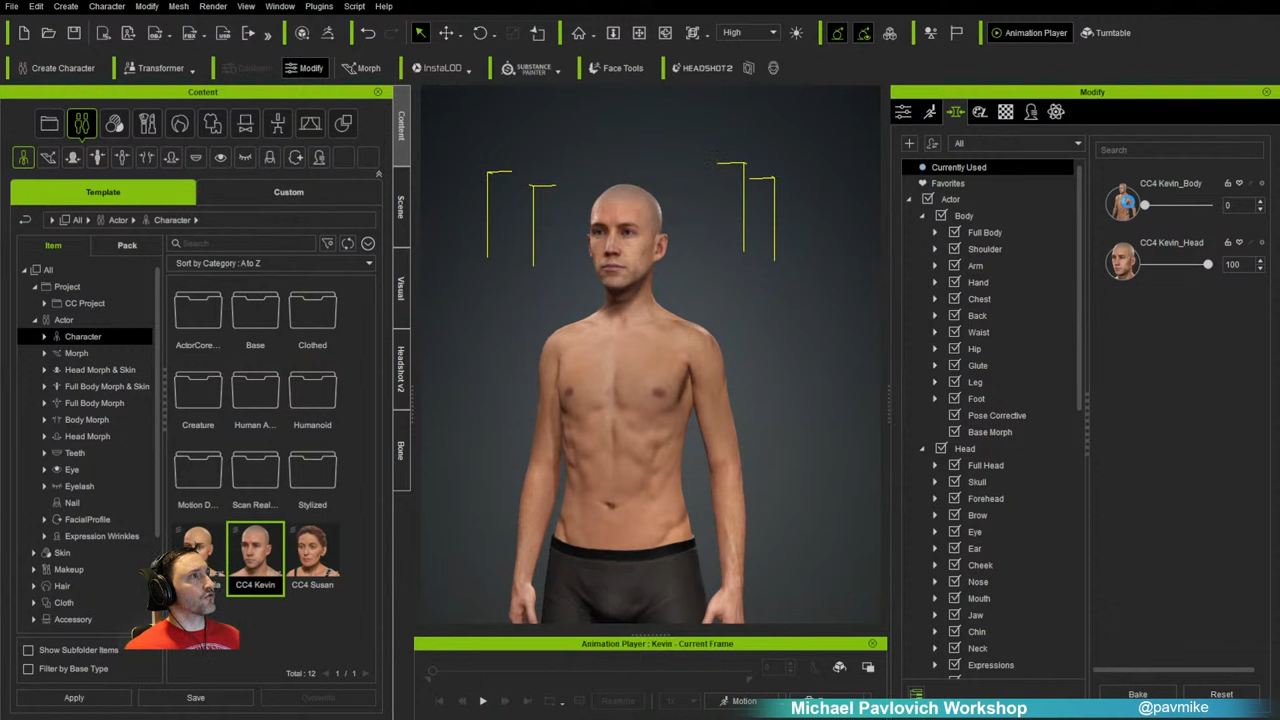 File Edit Create Character Modify Mesh Render View Window Plugins Script Help
High
Animation Player
Turntable
Create Character
Transformer
Modify
Morph
InstaLOD
SUBSTANCE PAINTER
Face Tools
HEADSHOT2
Content
Template
Custom
All Actor Character
Item
Pack
Search
Sort by Category : A to Z
All
Project
CC Project
Actor
Character
Morph
Head Morph & Skin
Full Body Morph & Skin
Full Body Morph
Body Morph
Head Morph
Teeth
Eye
Eyelash
Nail
FacialProfile
Expression Wrinkles
Skin
Makeup
Hair
Cloth
Accessory
ActorCore...
Base
Clothed
Creature
Human A...
Humanoid
Motion D...
Scan Real...
Stylized
CC4 Kevin
CC4 Susan
Show Subfolder Items
Filter by Base Type
Total : 12
1 / 1
Apply
Save
Content
Scene
Visual
Headshot v2
Bone
Animation Player : Kevin - Current Frame
0
Motion
Modify
All
Currently Used
Favorites
Actor
Body
Full Body
Shoulder
Arm
Hand
Chest
Back
Waist
Hip
Glute
Leg
Foot
Pose Corrective
Base Morph
Head
Full Head
Skull
Forehead
Brow
Eye
Ear
Cheek
Nose
Mouth
Jaw
Chin
Neck
Expressions
Search
CC4 Kevin_Body
0
CC4 Kevin_Head
100
Bake
Reset
Michael Pavlovich Workshop
@pavmike